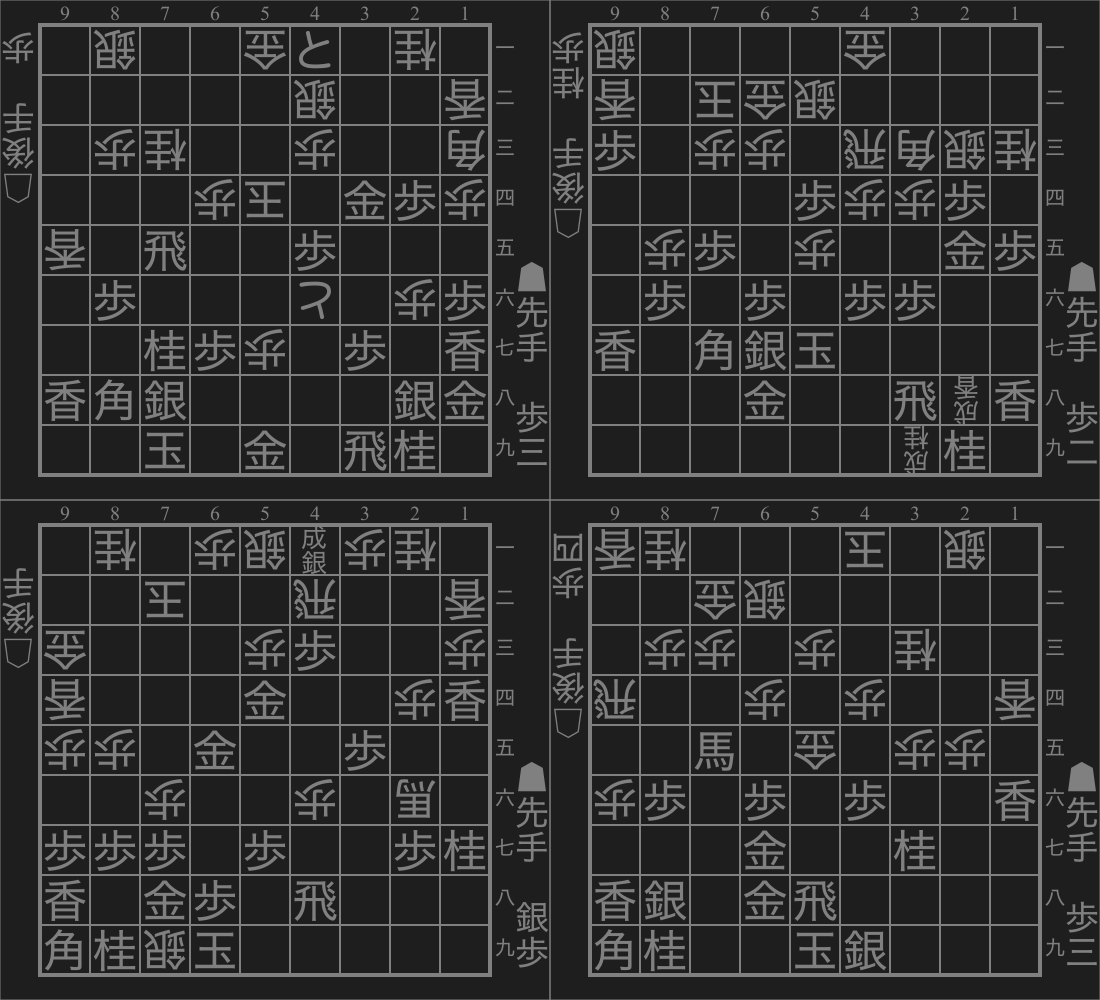 9 8 7 6 5 4 3 2 1
銀 金 と 桂 一
銀 香 二
歩 桂 歩 角 三
歩 王 金 歩 歩 四
香 飛 歩 五
歩 と 歩 歩 六
桂 歩 歩 歩 香 七
香 角 銀 銀 金 八
玉 金 飛 桂 九
後手 歩
先手 歩三
9 8 7 6 5 4 3 2 1
銀 金 一
香 王 金 銀 二
歩 歩 歩 飛 角 銀 桂 三
歩 歩 歩 歩 四
歩 歩 歩 金 歩 五
歩 歩 歩 歩 六
香 角 銀 玉 七
金 飛 成香 香 八
成桂 桂 九
後手 歩桂
先手 歩二
9 8 7 6 5 4 3 2 1
桂 歩 銀 成銀 歩 桂 一
王 飛 香 二
金 歩 歩 歩 三
香 金 歩 香 四
歩 歩 金 歩 五
歩 歩 馬 六
歩 歩 歩 歩 歩 桂 七
香 金 歩 飛 八
角 桂 銀 玉 九
後手
先手 銀歩
9 8 7 6 5 4 3 2 1
香 桂 王 銀 一
金 銀 二
歩 歩 歩 桂 三
飛 歩 歩 香 四
馬 金 歩 歩 五
歩 歩 歩 歩 香 六
金 桂 七
香 銀 金 飛 八
角 桂 玉 銀 九
後手 歩四
先手 歩三